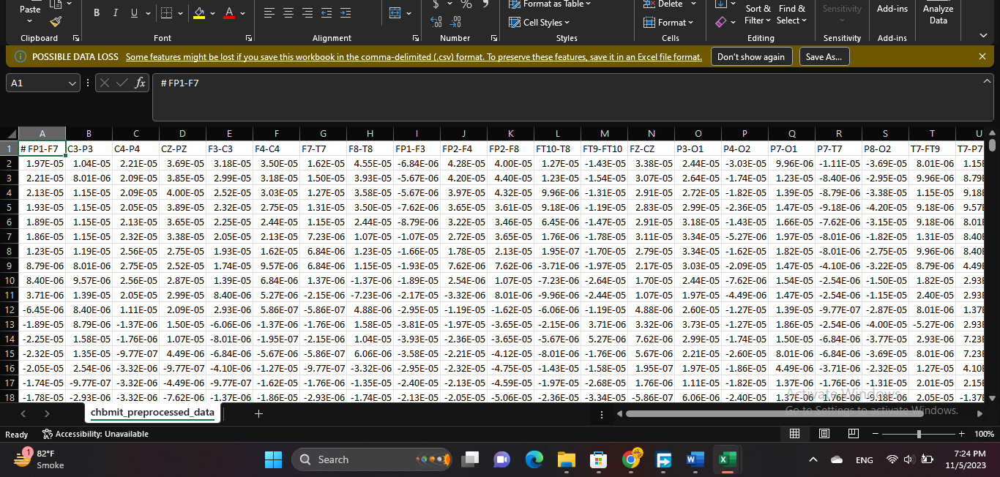 Paste
B I U A
$ % 9
Format as Table
Cell Styles
Delete
Format
Sort & Filter
Find & Select
Sensitivity
Add-ins
Analyze Data
Clipboard Font Alignment Number Styles Cells Editing Sensitivity Add-ins
POSSIBLE DATA LOSS Some features might be lost if you save this workbook in the comma-delimited (.csv) format. To preserve these features, save it in an Excel file format. Don't show again Save As...
A1 fx # FP1-F7
A B C D E F G H I J K L M N O P Q R S T U
1 # FP1-F7 C3-P3 C4-P4 CZ-PZ F3-C3 F4-C4 F7-T7 F8-T8 FP1-F3 FP2-F4 FP2-F8 FT10-T8 FT9-FT10 FZ-CZ P3-O1 P4-O2 P7-O1 P7-T7 P8-O2 T7-FT9 T7-P7
2 1.97E-05 1.04E-05 2.21E-05 3.69E-05 3.18E-05 3.50E-05 1.62E-05 4.55E-05 -6.84E-06 4.28E-05 4.00E-05 1.27E-05 -1.43E-05 3.38E-05 2.44E-05 -3.03E-05 9.96E-06 -1.11E-05 -3.69E-05 8.01E-06 1.15E
3 2.21E-05 8.01E-06 2.09E-05 3.85E-05 2.99E-05 3.18E-05 1.50E-05 3.93E-05 -5.67E-06 4.20E-05 4.40E-05 1.23E-05 -1.54E-05 3.07E-05 2.64E-05 -1.74E-05 1.23E-05 -8.40E-06 -2.95E-05 9.96E-06 8.79E
4 2.13E-05 1.15E-05 2.09E-05 4.00E-05 2.52E-05 3.03E-05 1.27E-05 3.58E-05 -5.67E-06 3.97E-05 4.32E-05 9.96E-06 -1.31E-05 2.91E-05 2.72E-05 -1.82E-05 1.39E-05 -8.79E-06 -3.38E-05 1.15E-05 9.18E
5 1.93E-05 1.15E-05 2.05E-05 3.89E-05 2.32E-05 2.75E-05 1.31E-05 3.50E-05 -7.62E-06 3.65E-05 3.61E-05 9.18E-06 -1.19E-05 2.83E-05 2.99E-05 -2.36E-05 1.47E-05 -9.18E-06 -4.20E-05 9.18E-06 9.57E
6 1.89E-05 1.15E-05 2.13E-05 3.65E-05 2.25E-05 2.44E-05 1.15E-05 2.44E-05 -8.79E-06 3.22E-05 3.46E-05 6.45E-06 -1.47E-05 2.91E-05 3.18E-05 -1.43E-05 1.66E-05 -7.62E-06 -3.15E-05 9.18E-06 8.01E
7 1.86E-05 1.15E-05 2.32E-05 3.38E-05 2.05E-05 2.13E-05 7.23E-06 1.07E-05 -1.07E-05 2.72E-05 3.65E-05 1.76E-06 -1.78E-05 3.11E-05 3.34E-05 -5.27E-06 1.97E-05 -8.01E-06 -1.82E-05 1.31E-05 8.40E
8 1.23E-05 1.19E-05 2.56E-05 2.75E-05 1.93E-05 1.62E-05 6.84E-06 1.23E-05 -1.66E-05 1.78E-05 2.13E-05 1.95E-07 -1.70E-05 2.79E-05 3.34E-05 -1.62E-05 1.82E-05 -8.01E-06 -2.75E-05 9.96E-06 8.40E
9 8.79E-06 8.01E-06 2.75E-05 2.52E-05 1.74E-05 9.57E-06 6.84E-06 1.15E-05 -1.93E-05 7.62E-06 7.62E-06 -3.71E-06 -1.97E-05 2.17E-05 3.03E-05 -2.09E-05 1.47E-05 -4.10E-06 -3.22E-05 8.79E-06 4.49E
10 8.40E-06 9.57E-06 2.56E-05 2.87E-05 1.39E-05 6.84E-06 1.37E-06 -1.37E-06 -1.89E-05 2.54E-06 1.07E-05 -7.23E-06 -2.64E-05 1.70E-05 2.44E-05 -7.62E-06 1.54E-05 -2.54E-06 -1.50E-05 1.82E-05 2.93E
11 3.71E-06 1.39E-05 2.05E-05 2.99E-05 8.40E-06 5.27E-06 -2.15E-06 -7.23E-06 -2.17E-05 -3.32E-06 8.01E-06 -9.96E-06 -2.44E-05 1.07E-05 1.97E-05 -4.49E-06 1.47E-05 -2.54E-06 -1.15E-05 2.40E-05 2.93E
12 -6.45E-06 8.40E-06 1.11E-05 2.09E-05 2.93E-06 5.86E-07 -5.86E-07 4.88E-06 -2.95E-05 -1.19E-05 -1.62E-05 -6.06E-06 -1.19E-05 4.88E-06 2.60E-05 -1.27E-05 1.39E-05 -9.77E-07 -2.87E-05 8.01E-06 1.37E
13 -1.89E-05 8.79E-06 -1.37E-06 1.50E-05 -6.06E-06 -1.37E-06 -1.76E-06 1.58E-05 -3.81E-05 -1.97E-05 -3.65E-05 -2.15E-06 3.71E-06 3.32E-06 3.73E-05 -1.27E-05 1.86E-05 -2.54E-06 -4.00E-05 -5.27E-06 2.93E
14 -2.25E-05 1.58E-05 -1.76E-06 1.07E-05 -8.01E-06 -1.95E-07 -2.15E-06 1.04E-05 -3.93E-05 -2.36E-05 -3.65E-05 -5.67E-06 5.27E-06 7.62E-06 2.99E-05 -1.74E-05 1.50E-05 -6.84E-06 -3.77E-05 2.93E-06 7.23E
15 -2.32E-05 1.35E-05 -9.77E-07 4.49E-06 -6.84E-06 -5.67E-06 -5.86E-07 6.06E-06 -3.58E-05 -2.21E-05 -4.12E-05 -8.01E-06 -1.76E-05 5.67E-06 2.21E-05 -2.60E-05 8.01E-06 -6.84E-06 -3.69E-05 8.01E-06 7.23E
16 -2.05E-05 2.54E-06 -3.32E-06 -9.77E-07 -4.10E-06 -1.27E-05 -9.77E-07 -3.32E-06 -2.95E-05 -2.32E-05 -4.75E-05 -1.43E-05 -1.58E-05 1.95E-07 1.97E-05 -1.86E-05 4.49E-06 -3.71E-06 -2.32E-05 1.27E-05 4.10E
17 -1.74E-05 -9.77E-07 -3.32E-06 -4.49E-06 -9.77E-07 -1.62E-05 -1.76E-06 -1.35E-05 -2.40E-05 -2.13E-05 -4.59E-05 -1.97E-05 -2.68E-05 1.76E-06 1.11E-05 -1.82E-05 1.37E-06 -1.76E-06 -1.31E-05 2.01E-05 2.15E
18 -1.78E-05 -2.93E-06 -3.32E-06 -7.62E-06 -1.37E-06 -1.86E-05 -2.93E-06 -1.74E-05 -2.13E-05 -2.05E-05 -5.06E-05 -2.36E-05 -3.34E-05 -5.86E-07 6.06E-06 -2.40E-05 1.37E-06 1.76E-06 -9.18E-06 2.05E-05 -1.37E
Activate Windows
Go to Settings to activate Windows.
chbmit_preprocessed_data
Ready Accessibility: Unavailable 100%
1
82°F
Smoke
Search
ENG
7:24 PM
11/5/2023